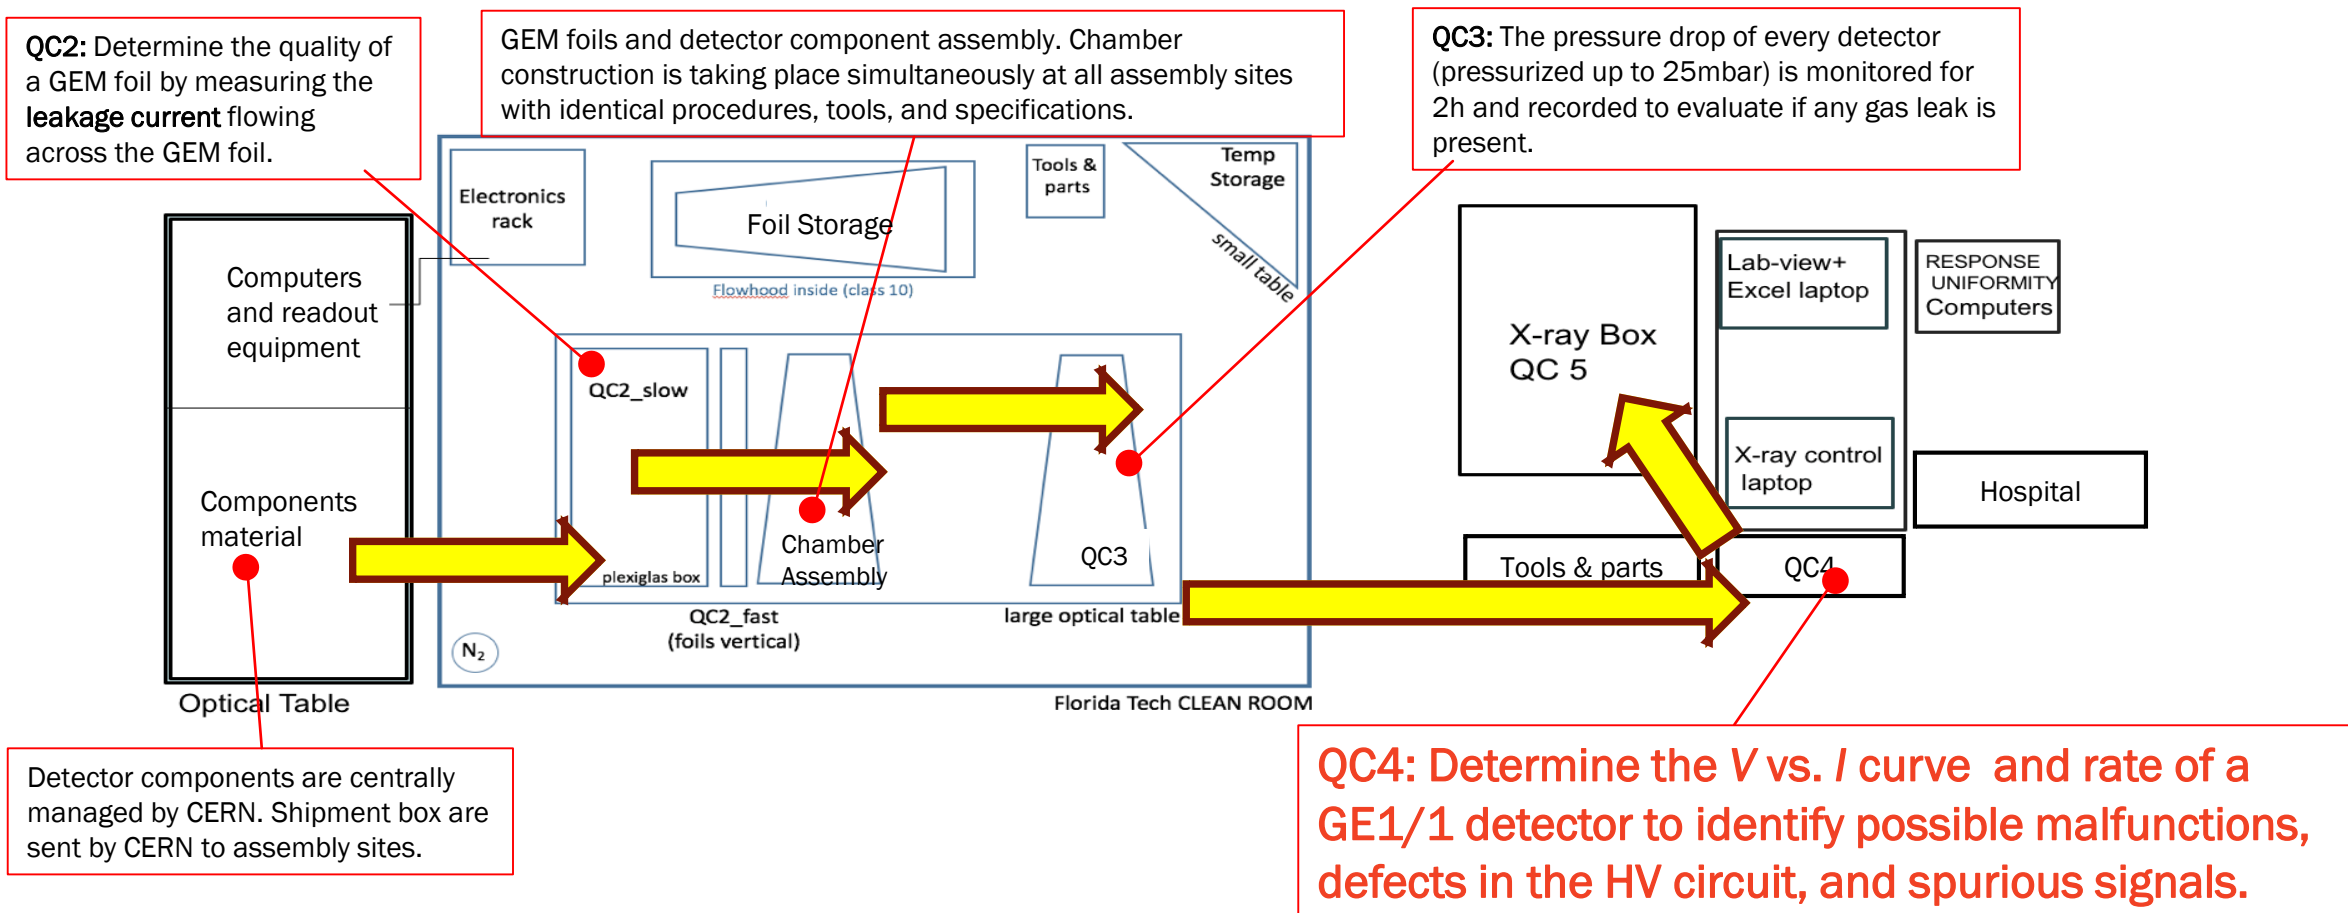 QC2: Determine the quality of
a GEM foil by measuring the
leakage current flowing
across the GEM foil.
GEM foils and detector component assembly. Chamber
construction is taking place simultaneously at all assembly sites
with identical procedures, tools, and specifications.
QC3: The pressure drop of every detector
(pressurized up to 25mbar) is monitored for
2h and recorded to evaluate if any gas leak is
present.
Electronics
rack
Foil Storage
Flowhood inside (class 10)
Tools &
parts
Temp
Storage
small table
Computers
and readout
equipment
Components
material
Optical Table
QC2_slow
plexiglas box
QC2_fast
(foils vertical)
Chamber
Assembly
QC3
large optical table
N₂
Florida Tech CLEAN ROOM
X-ray Box
QC 5
Lab-view+
Excel laptop
RESPONSE
UNIFORMITY
Computers
X-ray control
laptop
Hospital
Tools & parts
QC4
Detector components are centrally
managed by CERN. Shipment box are
sent by CERN to assembly sites.
QC4: Determine the V vs. I curve and rate of a
GE1/1 detector to identify possible malfunctions,
defects in the HV circuit, and spurious signals.